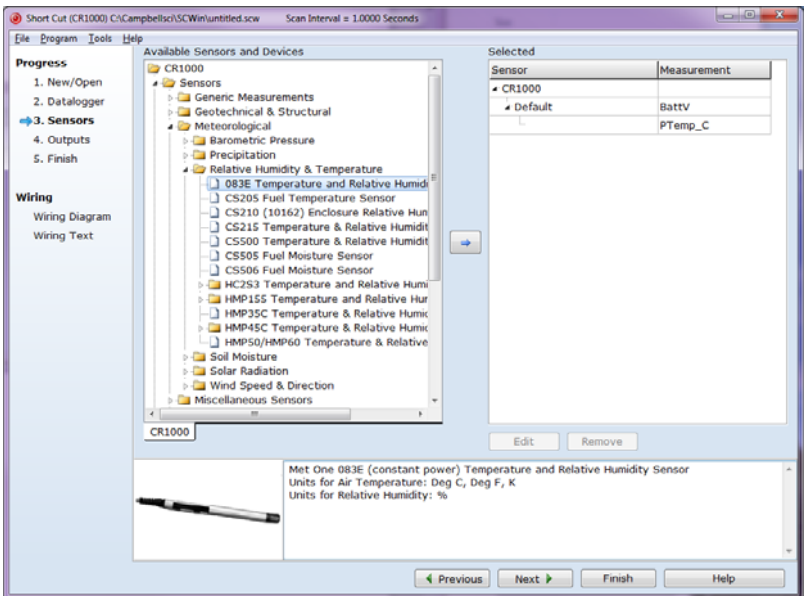 Short Cut (CR1000) C:\Campbellsci\SCWin\untitled.scw Scan Interval = 1.0000 Seconds
File Program Tools Help
Progress
1. New/Open
2. Datalogger
3. Sensors
4. Outputs
5. Finish
Wiring
Wiring Diagram
Wiring Text
Available Sensors and Devices
CR1000
Sensors
Generic Measurements
Geotechnical & Structural
Meteorological
Barometric Pressure
Precipitation
Relative Humidity & Temperature
083E Temperature and Relative Humidi
CS205 Fuel Temperature Sensor
CS210 (10162) Enclosure Relative Hum
CS215 Temperature & Relative Humidit
CS500 Temperature & Relative Humidit
CS505 Fuel Moisture Sensor
CS506 Fuel Moisture Sensor
HC2S3 Temperature and Relative Humi
HMP155 Temperature and Relative Hur
HMP35C Temperature & Relative Humic
HMP45C Temperature & Relative Humic
HMP50/HMP60 Temperature & Relative
Soil Moisture
Solar Radiation
Wind Speed & Direction
Miscellaneous Sensors
CR1000
Selected
Sensor Measurement
CR1000
Default BattV
PTemp_C
Edit Remove
Met One 083E (constant power) Temperature and Relative Humidity Sensor
Units for Air Temperature: Deg C, Deg F, K
Units for Relative Humidity: %
Previous Next Finish Help